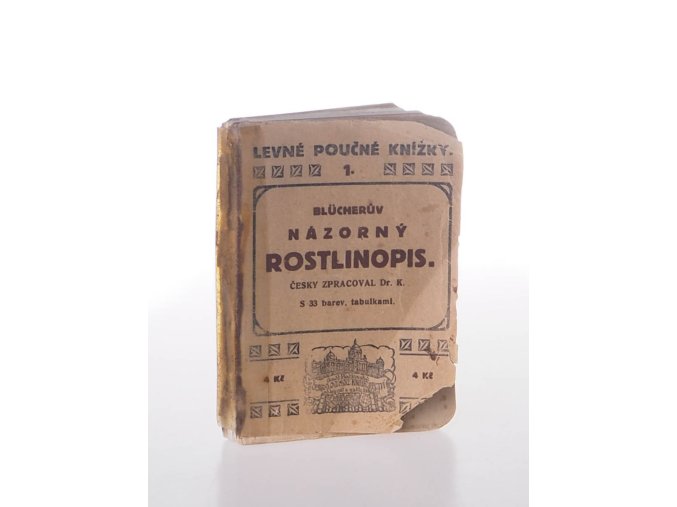 LEVNÉ POUČNÉ KNÍŽKY.
1.
BLÜCHERŮV
NÁZORNÝ
ROSTLINOPIS.
ČESKY ZPRACOVAL Dr. K.
S 33 barev. tabulkami.
4 Kč 4 Kč